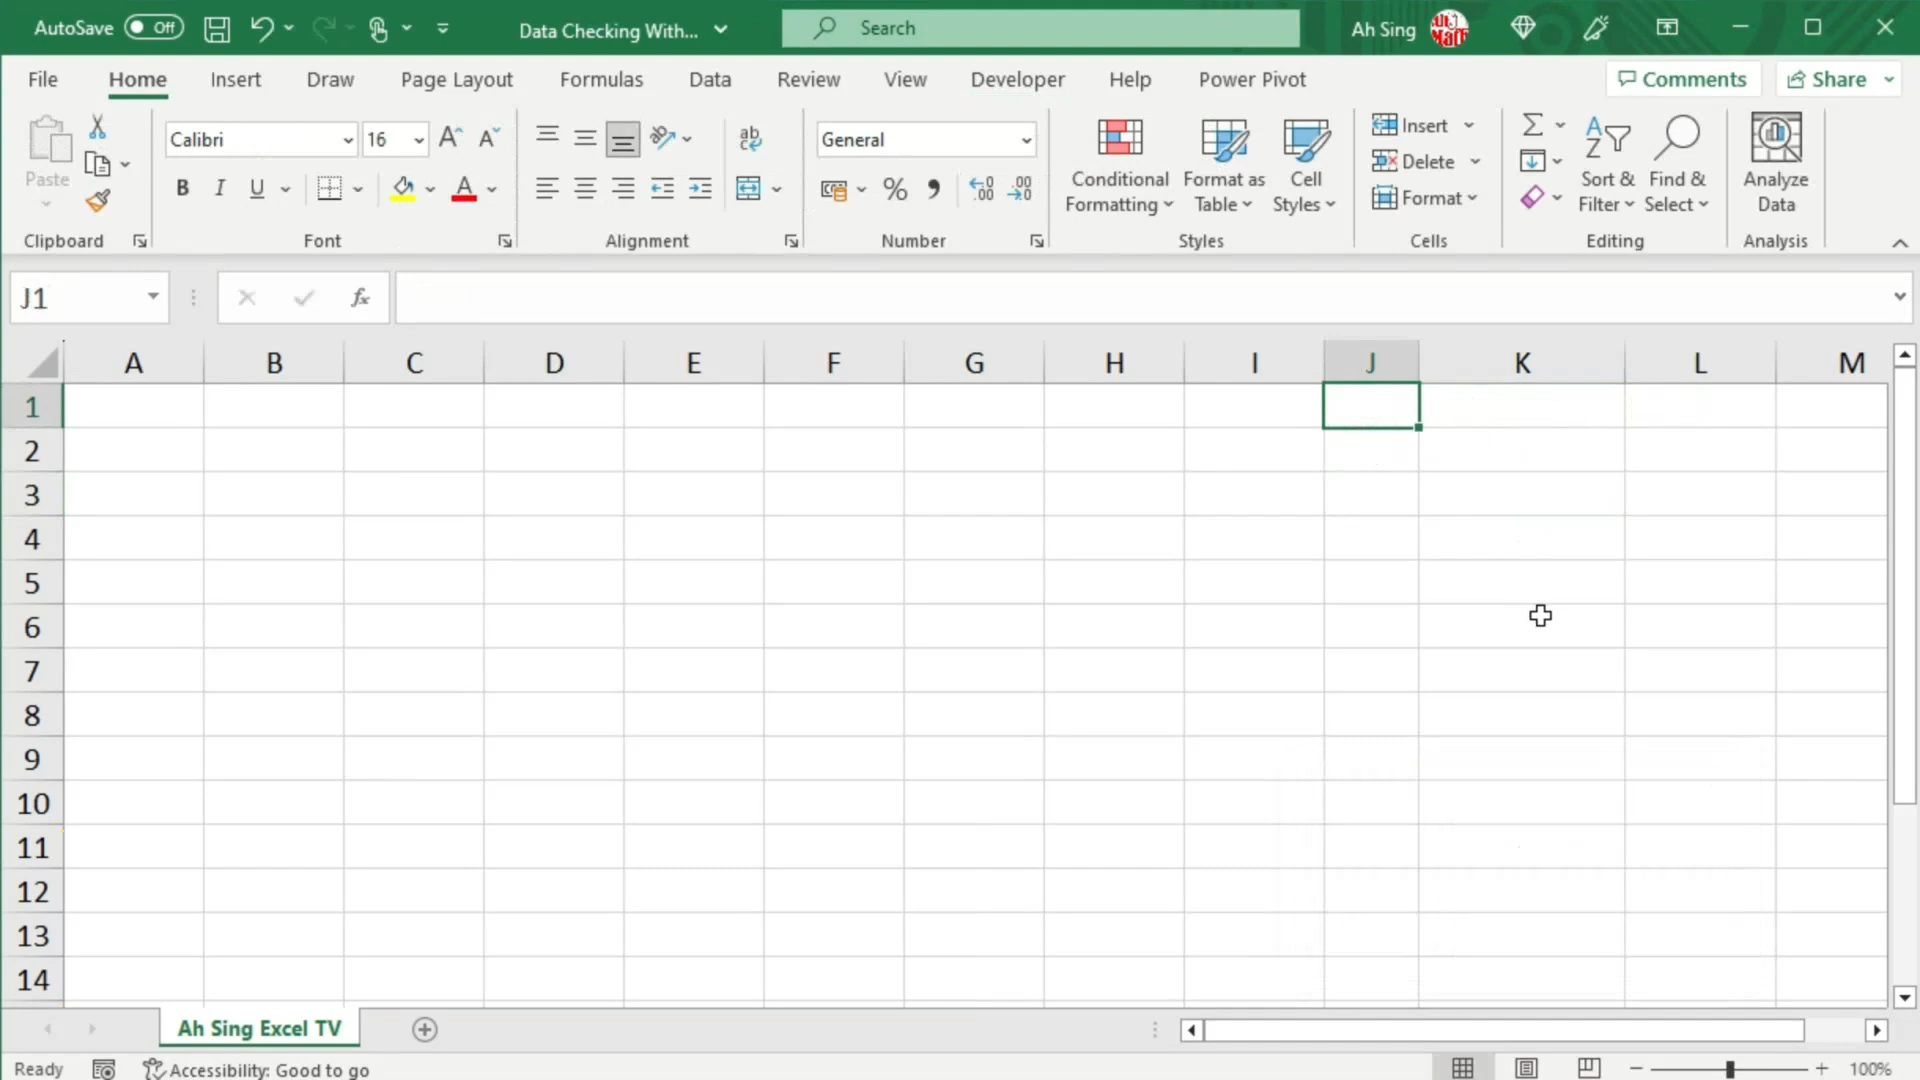 AutoSave Off Data Checking With... Search Ah Sing
File Home Insert Draw Page Layout Formulas Data Review View Developer Help Power Pivot Comments Share
Paste
Clipboard
Calibri 16
B I U A
Font
ab
Alignment
General
%
Number
Conditional Formatting
Format as Table
Cell Styles
Styles
Insert
Delete
Format
Cells
Sort & Filter
Find & Select
Editing
Analyze Data
Analysis
J1 fx
A B C D E F G H I J K L M
1
2
3
4
5
6
7
8
9
10
11
12
13
14
Ah Sing Excel TV
Ready Accessibility: Good to go 100%